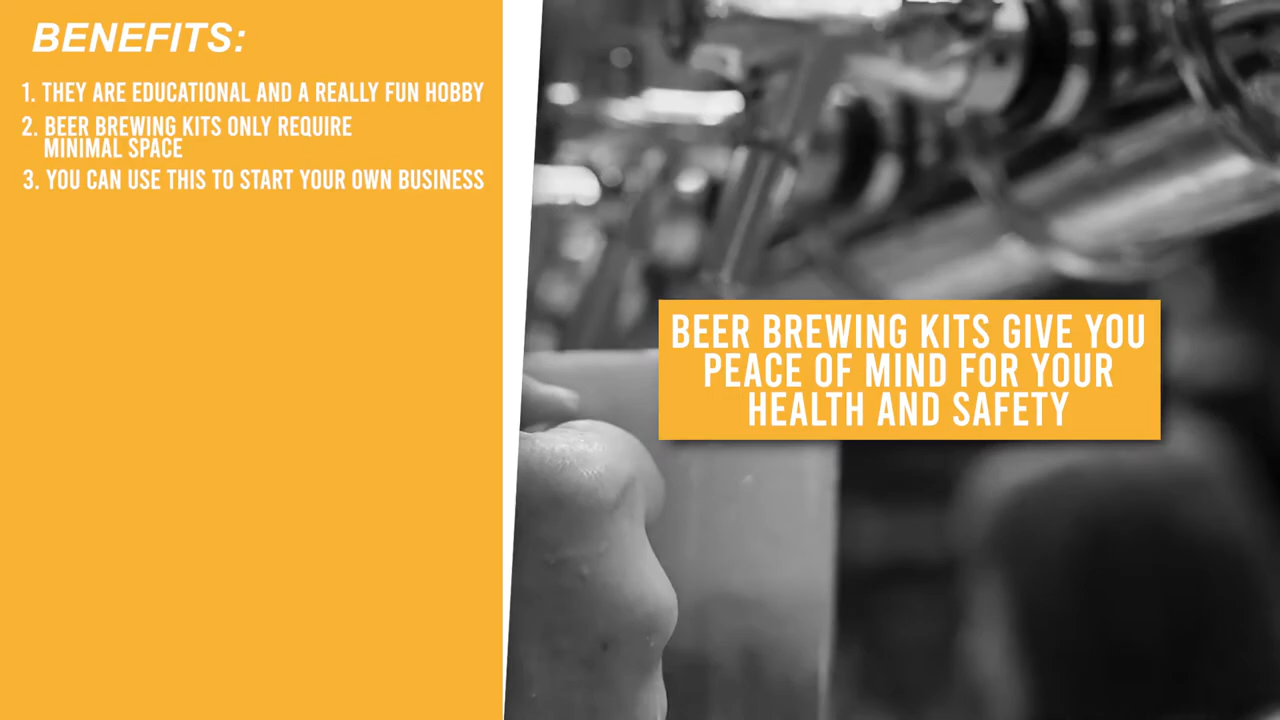 BENEFITS:
1. THEY ARE EDUCATIONAL AND A REALLY FUN HOBBY
2. BEER BREWING KITS ONLY REQUIRE
MINIMAL SPACE
3. YOU CAN USE THIS TO START YOUR OWN BUSINESS
BEER BREWING KITS GIVE YOU
PEACE OF MIND FOR YOUR
HEALTH AND SAFETY